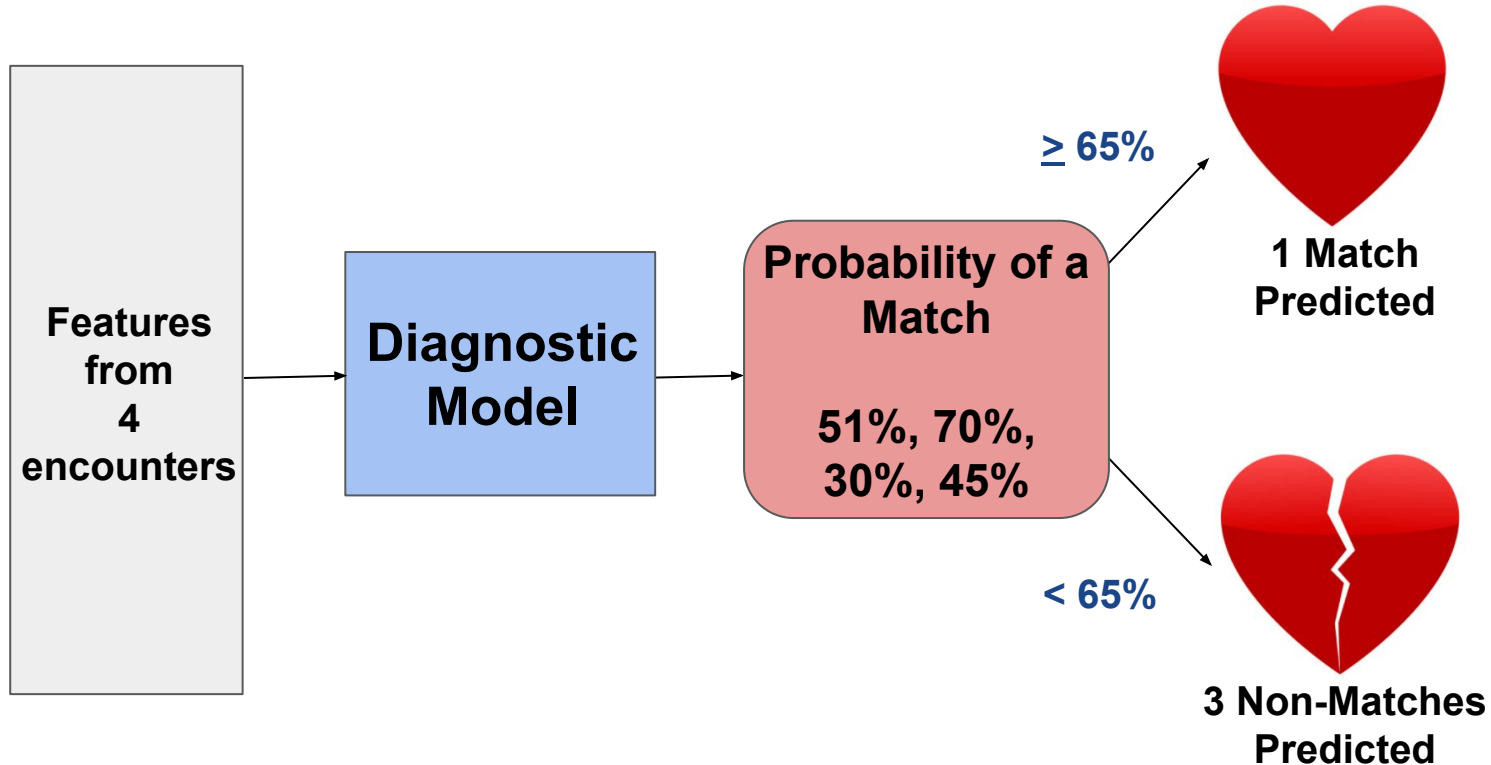 Features
from
4
encounters
Diagnostic
Model
Probability of a
Match
51%, 70%,
30%, 45%
≥ 65%
1 Match
Predicted
< 65%
3 Non-Matches
Predicted